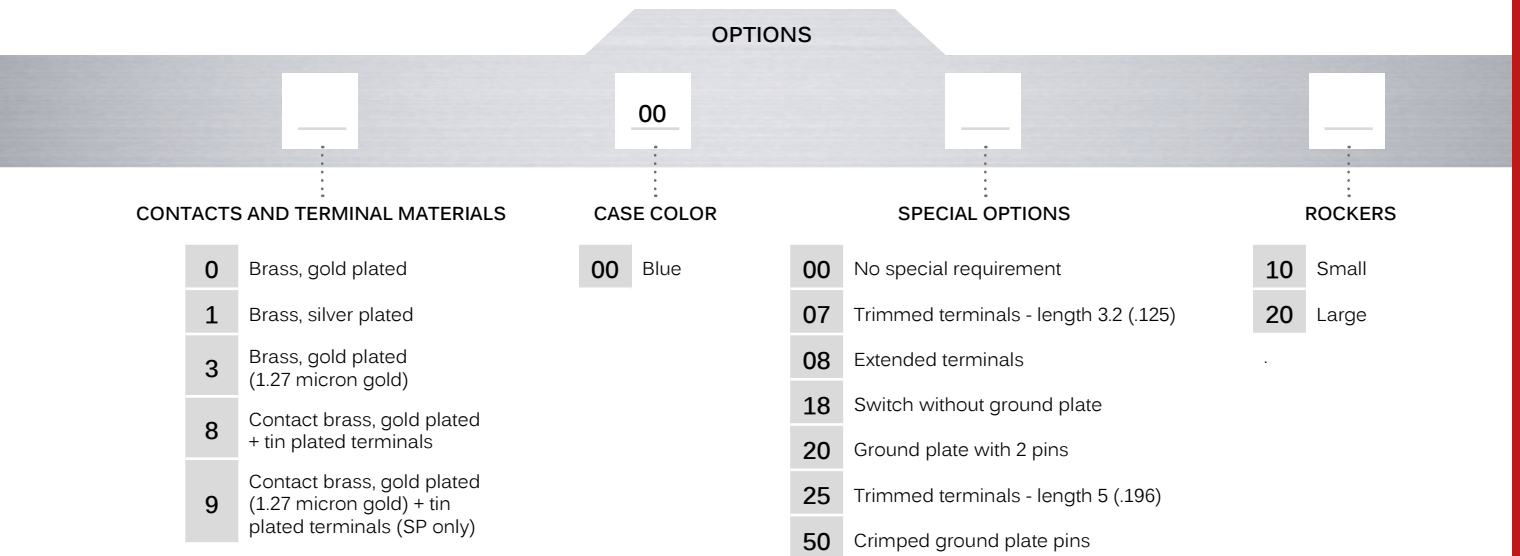 OPTIONS
00
CONTACTS AND TERMINAL MATERIALS
0 Brass, gold plated
1 Brass, silver plated
3 Brass, gold plated
(1.27 micron gold)
8 Contact brass, gold plated
+ tin plated terminals
9 Contact brass, gold plated
(1.27 micron gold) + tin
plated terminals (SP only)
CASE COLOR
00 Blue
SPECIAL OPTIONS
00 No special requirement
07 Trimmed terminals - length 3.2 (.125)
08 Extended terminals
18 Switch without ground plate
20 Ground plate with 2 pins
25 Trimmed terminals - length 5 (.196)
50 Crimped ground plate pins
ROCKERS
10 Small
20 Large
.